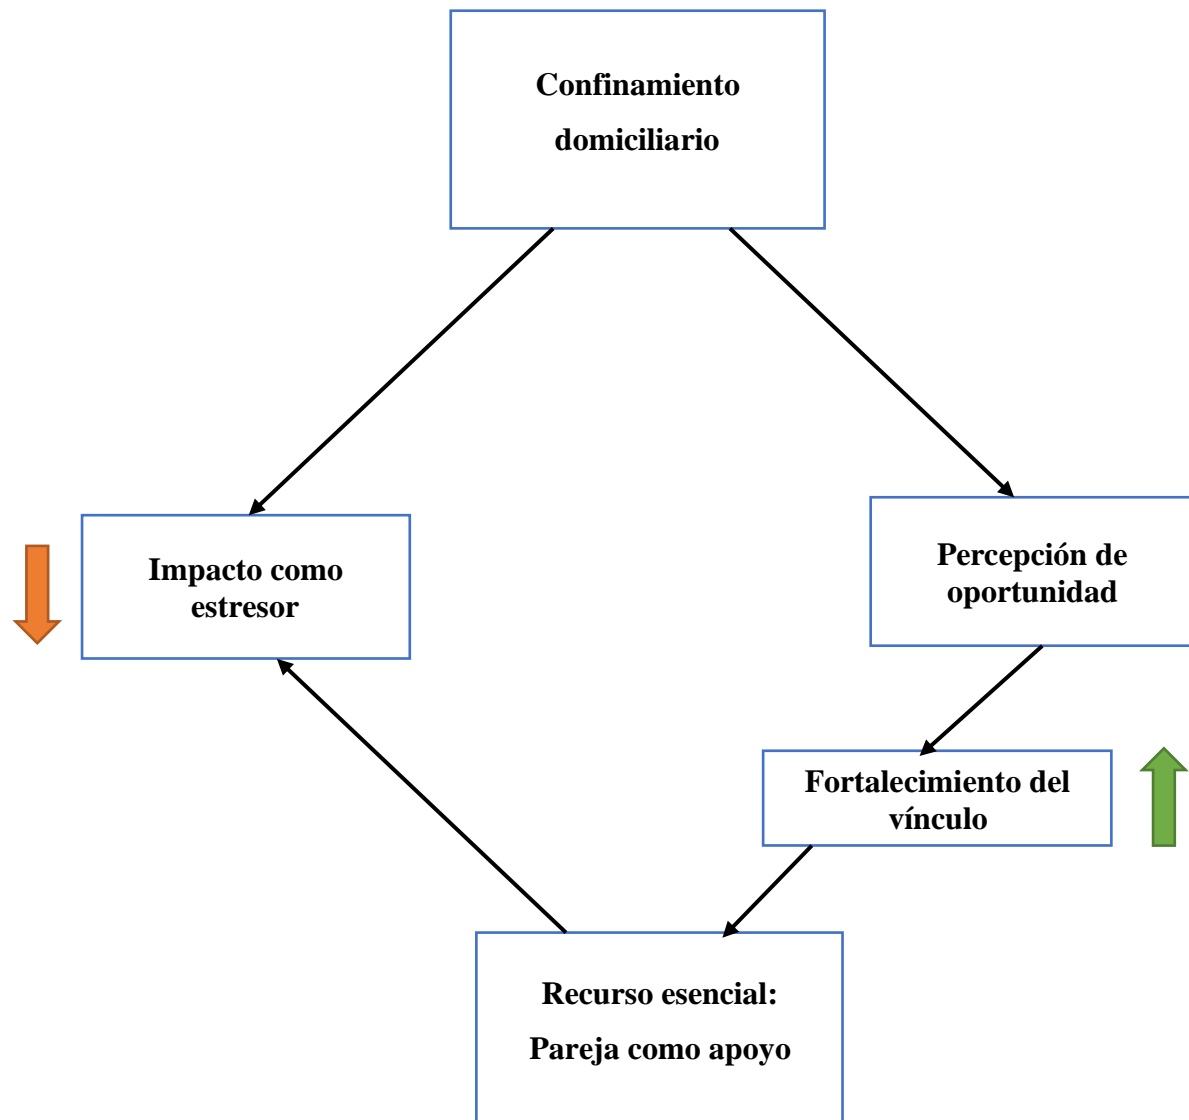 Confinamiento
domiciliario
Impacto como
estresor
Percepción de
oportunidad
Fortalecimiento del
vínculo
Recurso esencial:
Pareja como apoyo